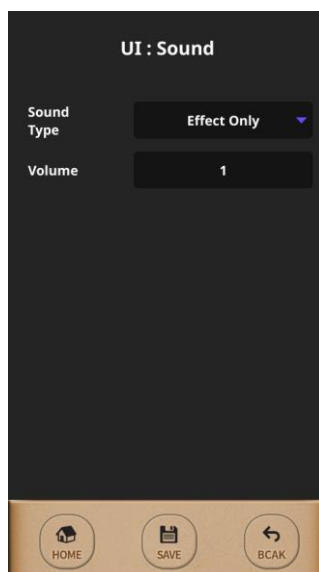 UI : Sound
Sound
Type
Effect Only
Volume
1
HOME
SAVE
BCAK